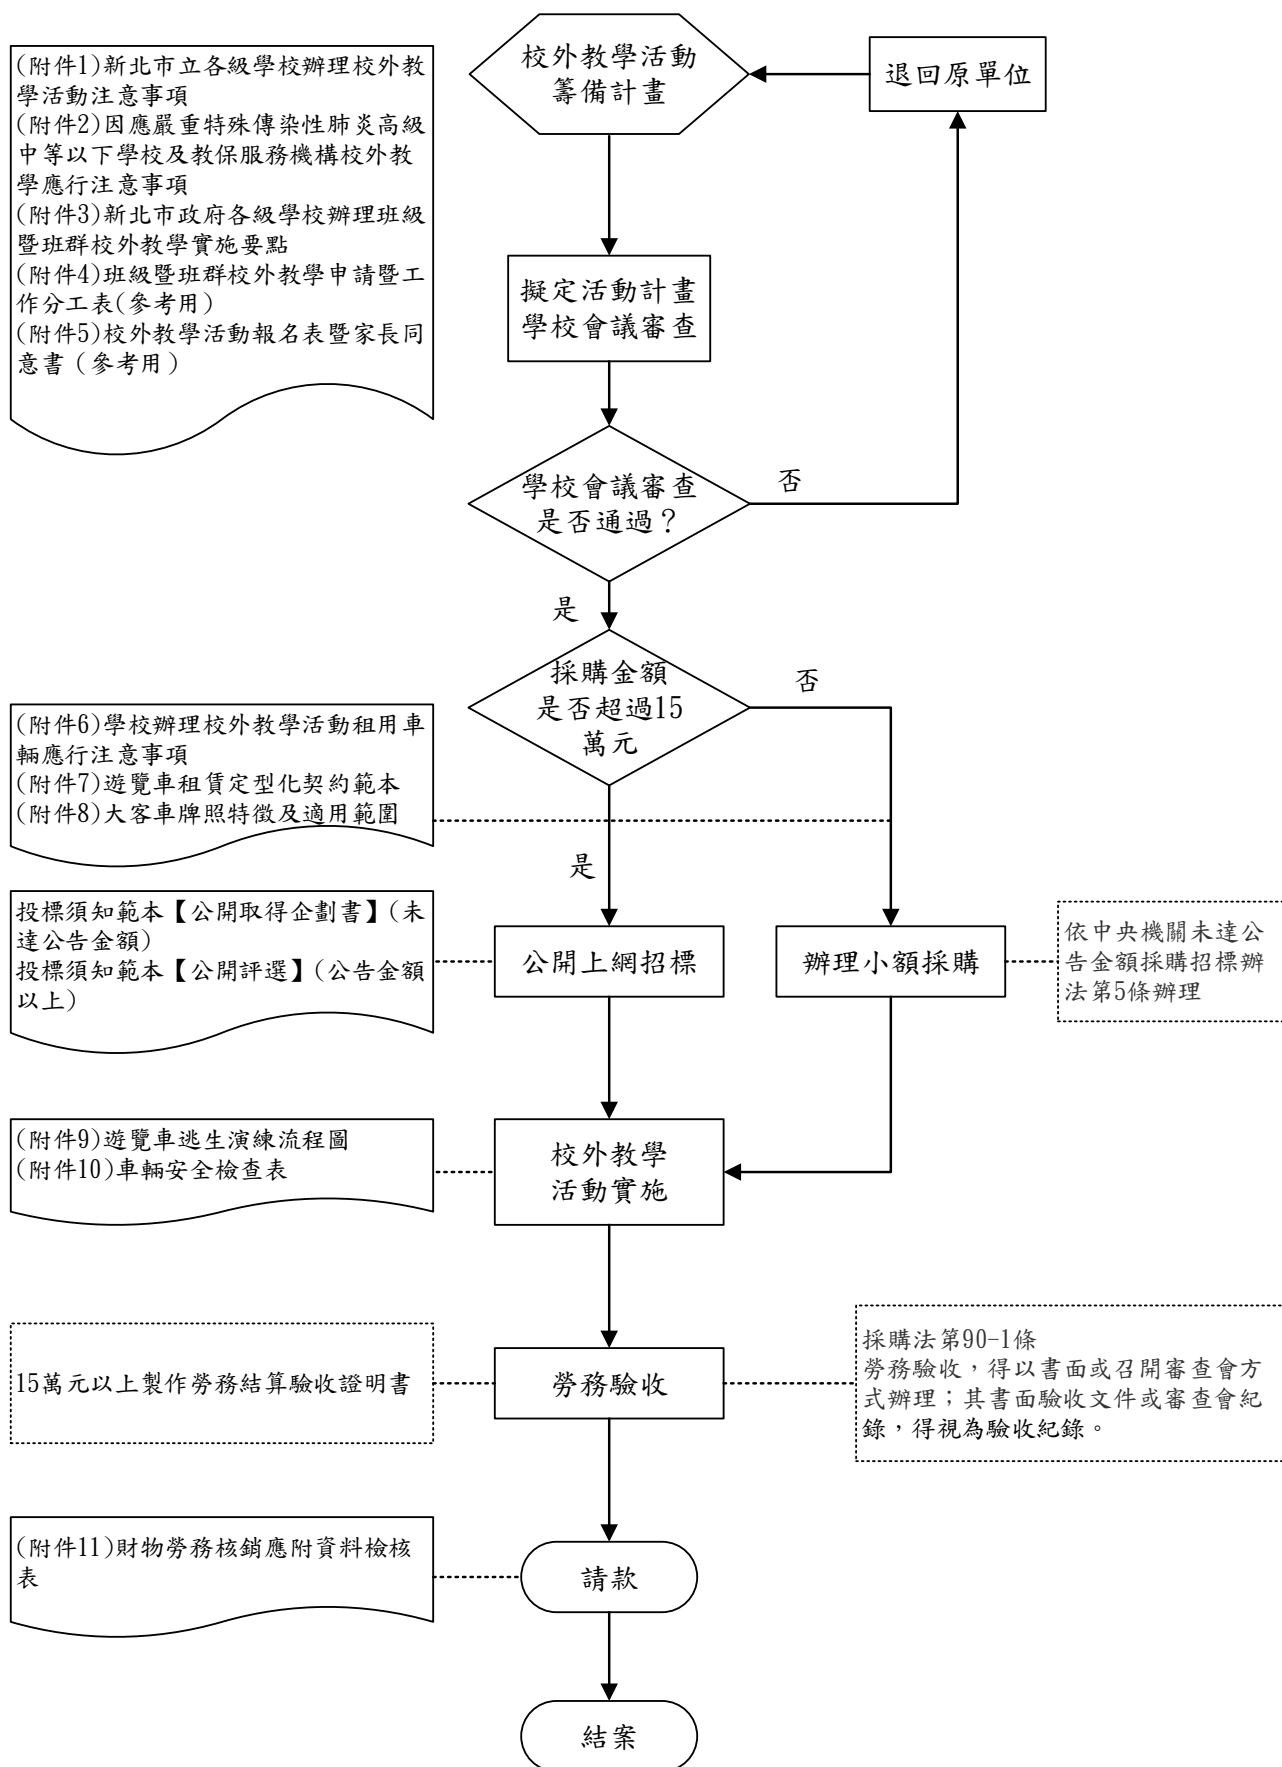 校外教學活動
籌備計畫
退回原單位
(附件1)新北市立各級學校辦理校外教
學活動注意事項
(附件2)因應嚴重特殊傳染性肺炎高級
中等以下學校及教保服務機構校外教
學應行注意事項
(附件3)新北市政府各級學校辦理班級
暨班群校外教學實施要點
(附件4)班級暨班群校外教學申請暨工
作分工表(參考用)
(附件5)校外教學活動報名表暨家長同
意書（參考用）
擬定活動計畫
學校會議審查
學校會議審查
是否通過？
否
是
採購金額
是否超過15
萬元
否
是
(附件6)學校辦理校外教學活動租用車
輛應行注意事項
(附件7)遊覽車租賃定型化契約範本
(附件8)大客車牌照特徵及適用範圍
投標須知範本【公開取得企劃書】(未
達公告金額)
投標須知範本【公開評選】(公告金額
以上)
公開上網招標
辦理小額採購
依中央機關未達公
告金額採購招標辦
法第5條辦理
(附件9)遊覽車逃生演練流程圖
(附件10)車輛安全檢查表
校外教學
活動實施
15萬元以上製作勞務結算驗收證明書
勞務驗收
採購法第90-1條
勞務驗收，得以書面或召開審查會方
式辦理；其書面驗收文件或審查會紀
錄，得視為驗收紀錄。
(附件11)財物勞務核銷應附資料檢核
表
請款
結案